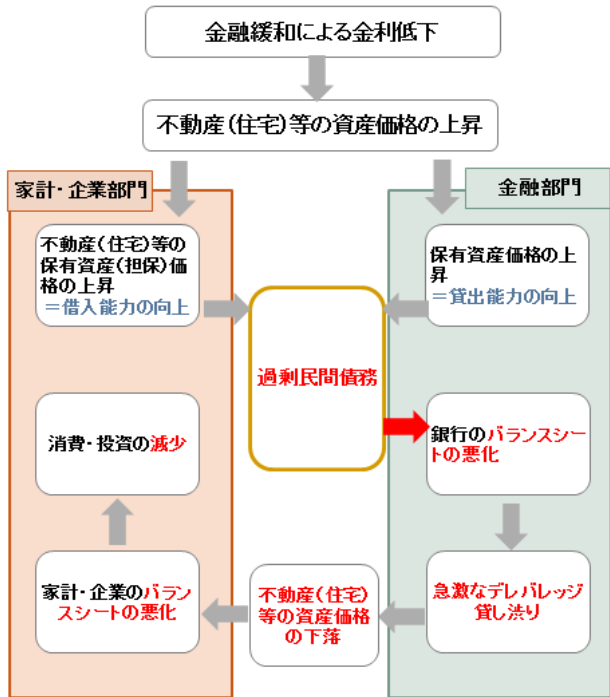 金融緩和による金利低下
不動産(住宅)等の資産価格の上昇
家計・企業部門
金融部門
不動産(住宅)等の
保有資産(担保)価
格の上昇
＝借入能力の向上
保有資産価格の上
昇
＝貸出能力の向上
過剰民間債務
消費・投資の減少
銀行のバランスシー
トの悪化
家計・企業のバラン
スシートの悪化
不動産(住宅)
等の資産価格
の下落
急激なデレバレッジ
貸し渋り